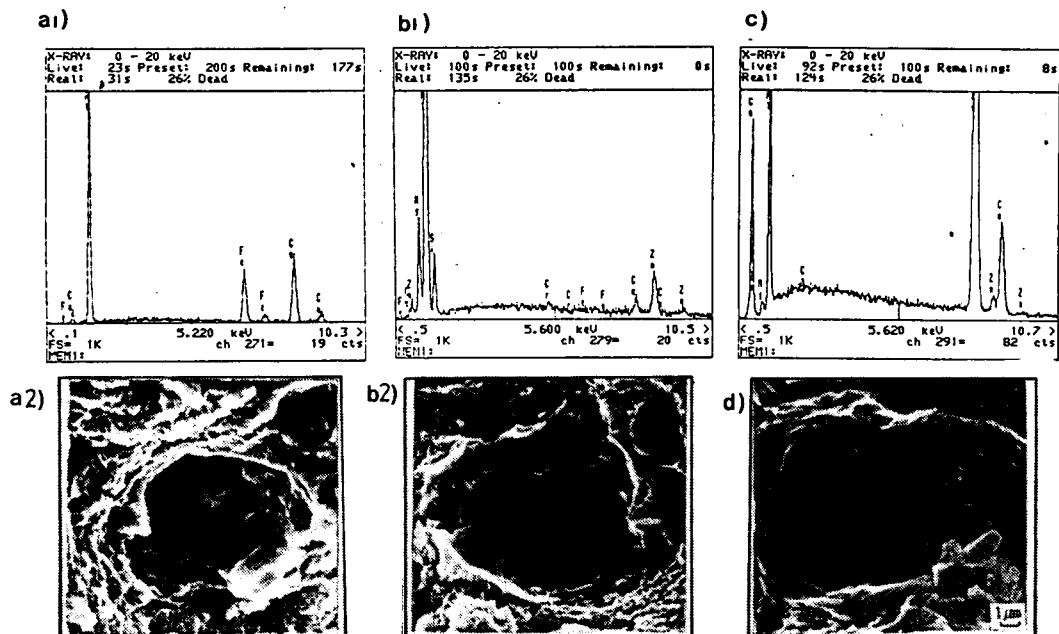 a1)
b1)
c)
X-RAY: 0 - 20 keV
Live: 23s Preset: 200s Remaining: 177s
Real: 31s 26% Dead
X-RAY: 0 - 20 keV
Live: 100s Preset: 100s Remaining: 0s
Real: 135s 26% Dead
X-RAY: 0 - 20 keV
Live: 92s Preset: 100s Remaining: 8s
Real: 124s 26% Dead
< .1 5.220 keV 10.3 >
FS= 1K ch 271= 19 cts
MEM1:
< .5 5.600 keV 10.5 >
FS= 1K ch 279= 20 cts
MEM1:
< .5 5.620 keV 10.7 >
FS= 1K ch 291= 82 cts
MEM1:
a2)
b2)
d)
1 μm